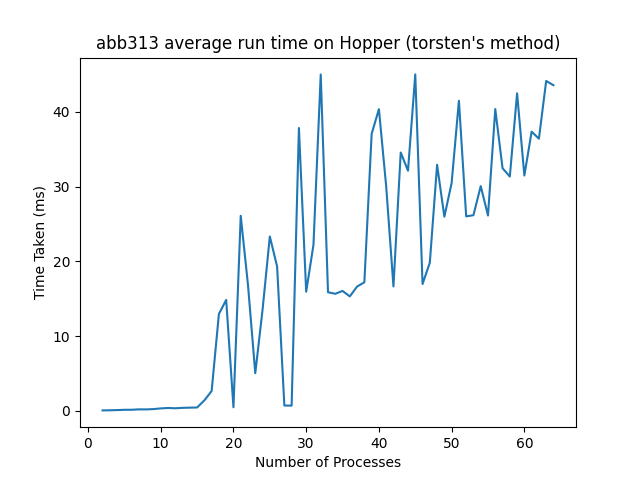 abb313 average run time on Hopper (torsten's method)
Time Taken (ms)
40
30
20
10
0
0 10 20 30 40 50 60
Number of Processes